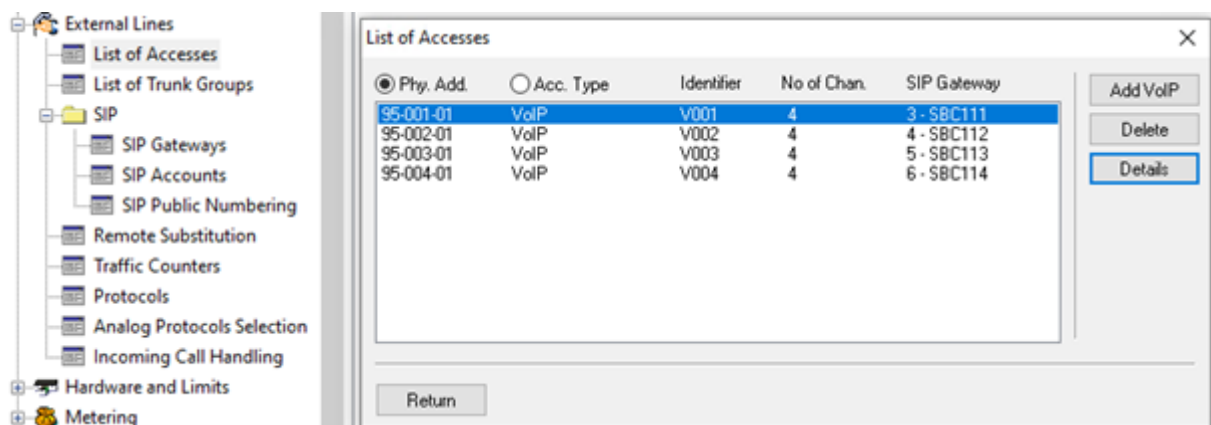 External Lines
List of Accesses
List of Trunk Groups
SIP
SIP Gateways
SIP Accounts
SIP Public Numbering
Remote Substitution
Traffic Counters
Protocols
Analog Protocols Selection
Incoming Call Handling
Hardware and Limits
Metering
List of Accesses
Phy. Add. Acc. Type Identifier No of Chan. SIP Gateway
95-001-01 VoIP V001 4 3 - SBC111
95-002-01 VoIP V002 4 4 - SBC112
95-003-01 VoIP V003 4 5 - SBC113
95-004-01 VoIP V004 4 6 - SBC114
Add VoIP
Delete
Details
Return